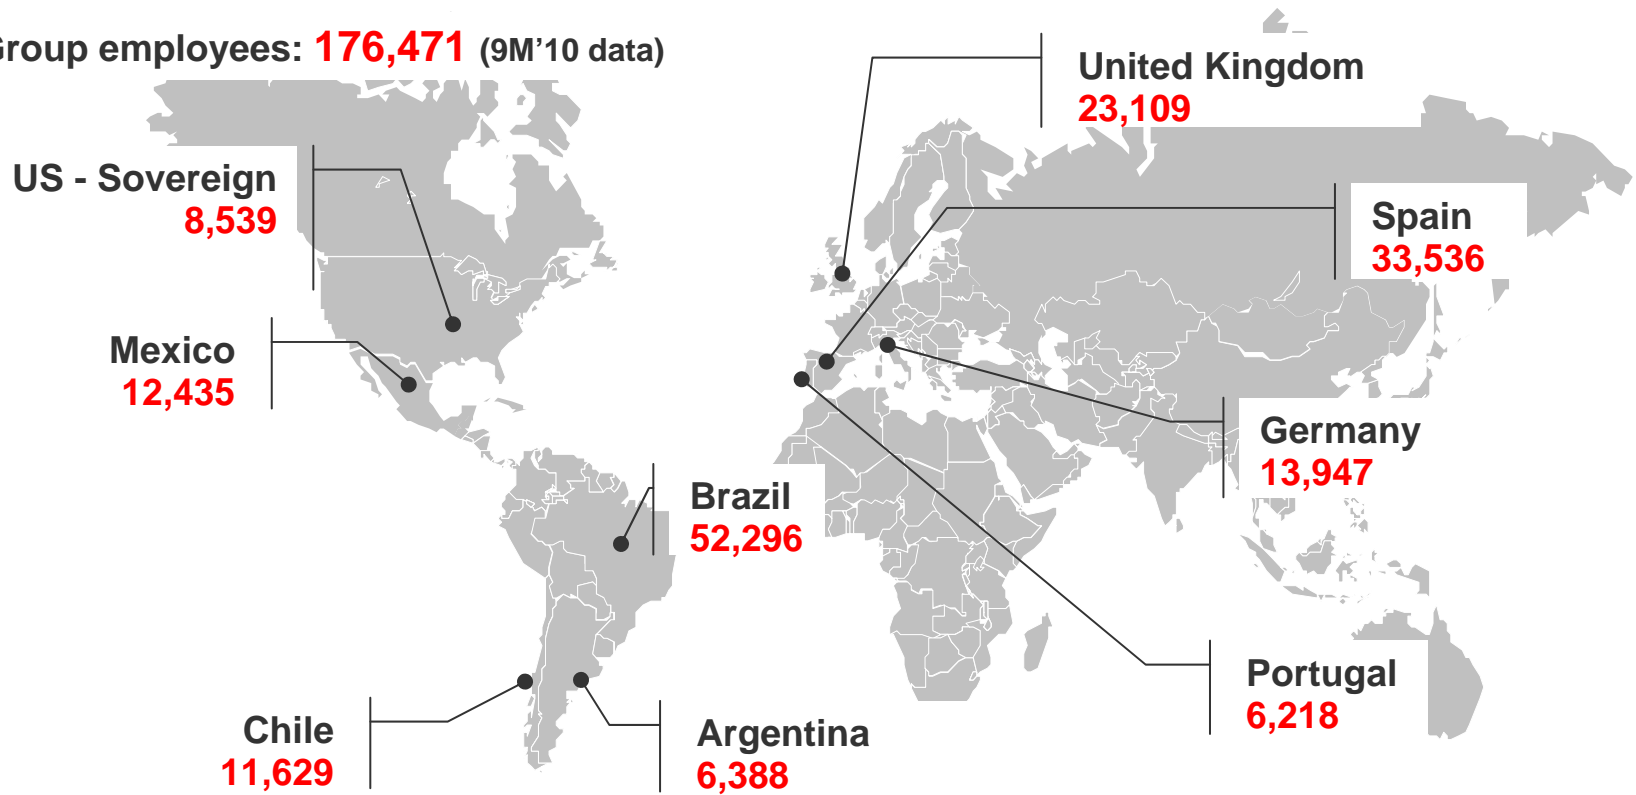 Group employees: 176,471 (9M'10 data)
United Kingdom
23,109
US - Sovereign
8,539
Spain
33,536
Mexico
12,435
Germany
13,947
Brazil
52,296
Portugal
6,218
Chile
11,629
Argentina
6,388